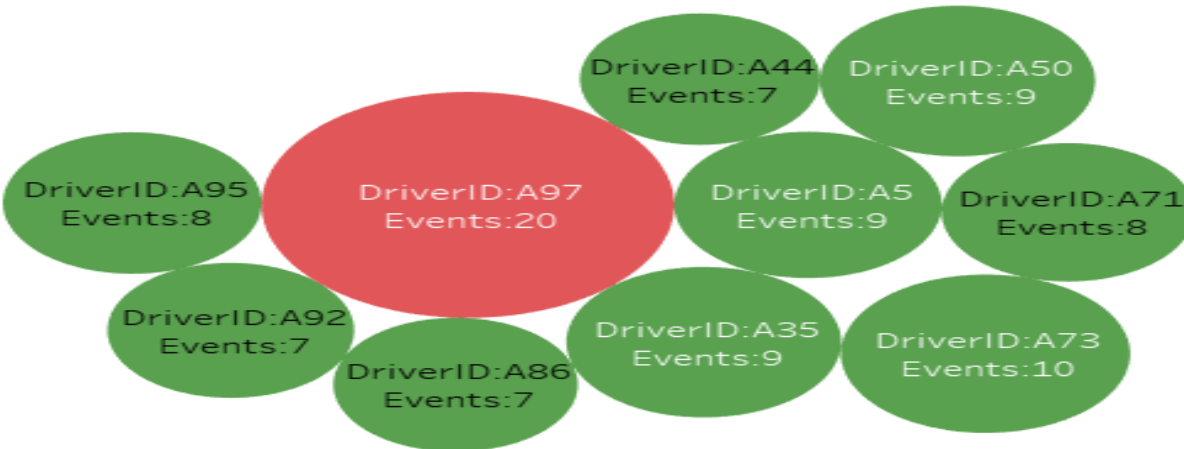 DriverID:A44
Events:7
DriverID:A50
Events:9
DriverID:A95
Events:8
DriverID:A97
Events:20
DriverID:A5
Events:9
DriverID:A71
Events:8
DriverID:A92
Events:7
DriverID:A86
Events:7
DriverID:A35
Events:9
DriverID:A73
Events:10